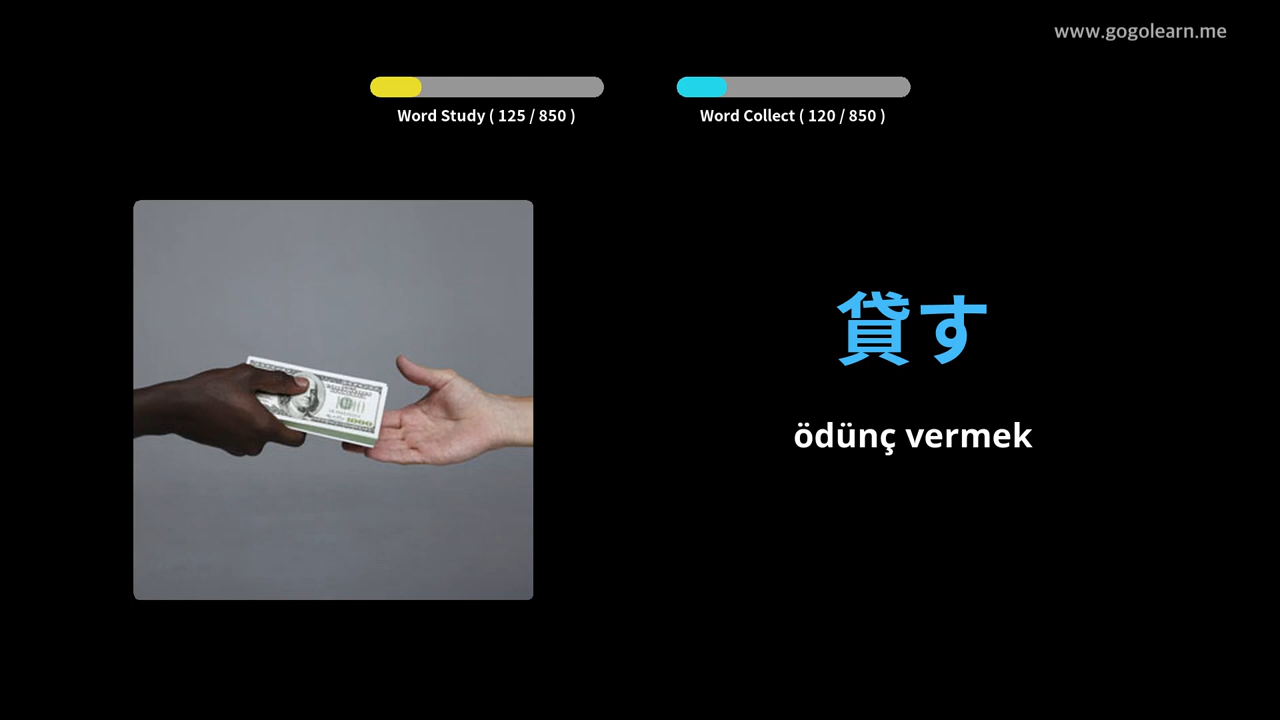 www.gogolearn.me
Word Study ( 125 / 850 )
Word Collect ( 120 / 850 )
貸す
ödünç vermek